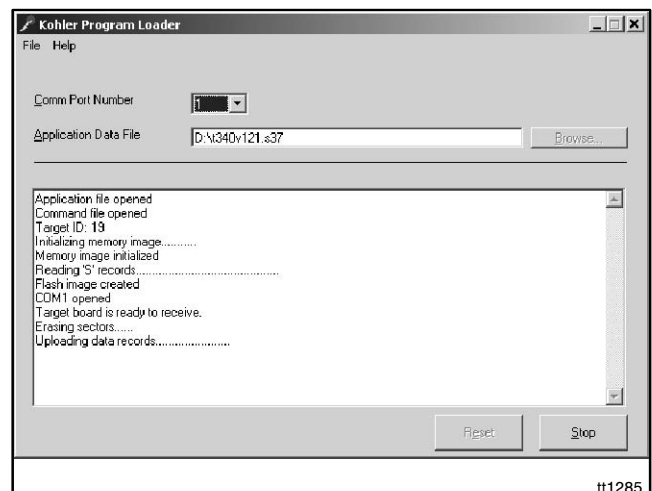 Kohler Program Loader
File Help
Comm Port Number
1
Application Data File
D:\t340v121.s37
Browse...
Application file opened
Command file opened
Target ID: 19
Initializing memory image...........
Memory image initialized
Reading 'S' records............................................
Flash image created
COM1 opened
Target board is ready to receive.
Erasing sectors......
Uploading data records......................
Reset
Stop
tt1285